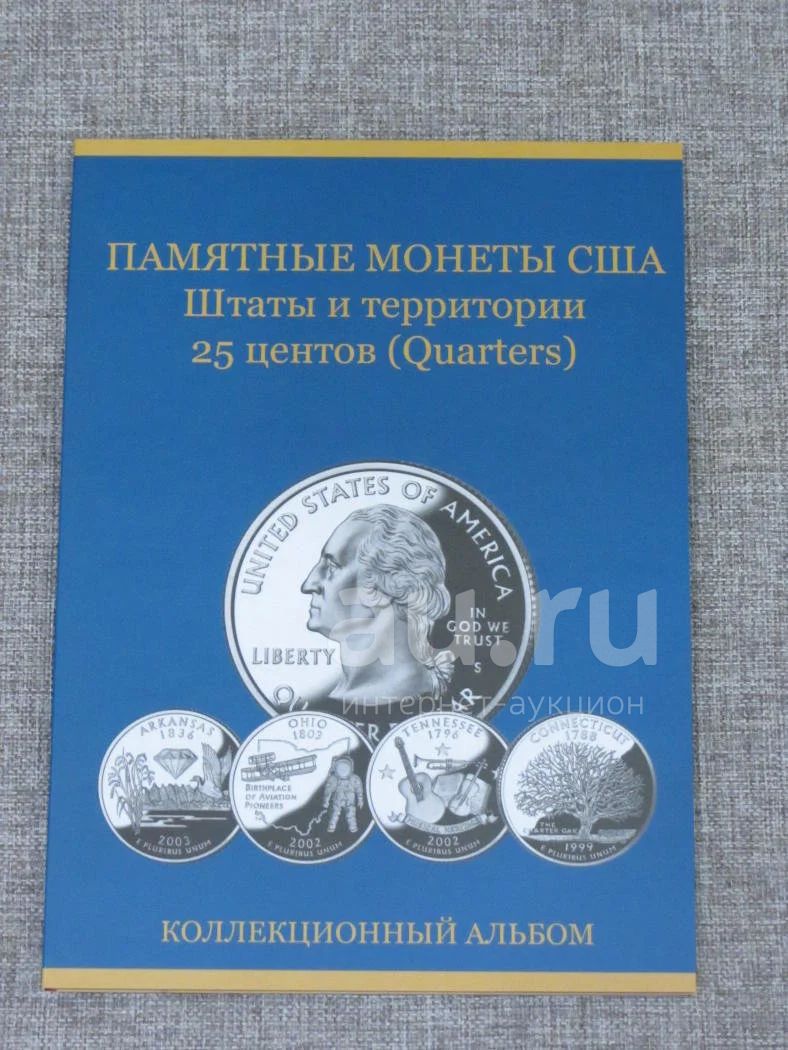 ПАМЯТНЫЕ МОНЕТЫ США
Штаты и территории
25 центов (Quarters)
UNITED STATES OF AMERICA
LIBERTY
IN
GOD WE
TRUST
S
au.ru
интернет-аукцион
ARKANSAS
1836
2003
E PLURIBUS UNUM
OHIO
1803
BIRTHPLACE
OF AVIATION
PIONEERS
2002
E PLURIBUS UNUM
TENNESSEE
1796
2002
E PLURIBUS UNUM
CONNECTICUT
1788
THE
CHARTER OAK
1999
E PLURIBUS UNUM
КОЛЛЕКЦИОННЫЙ АЛЬБОМ